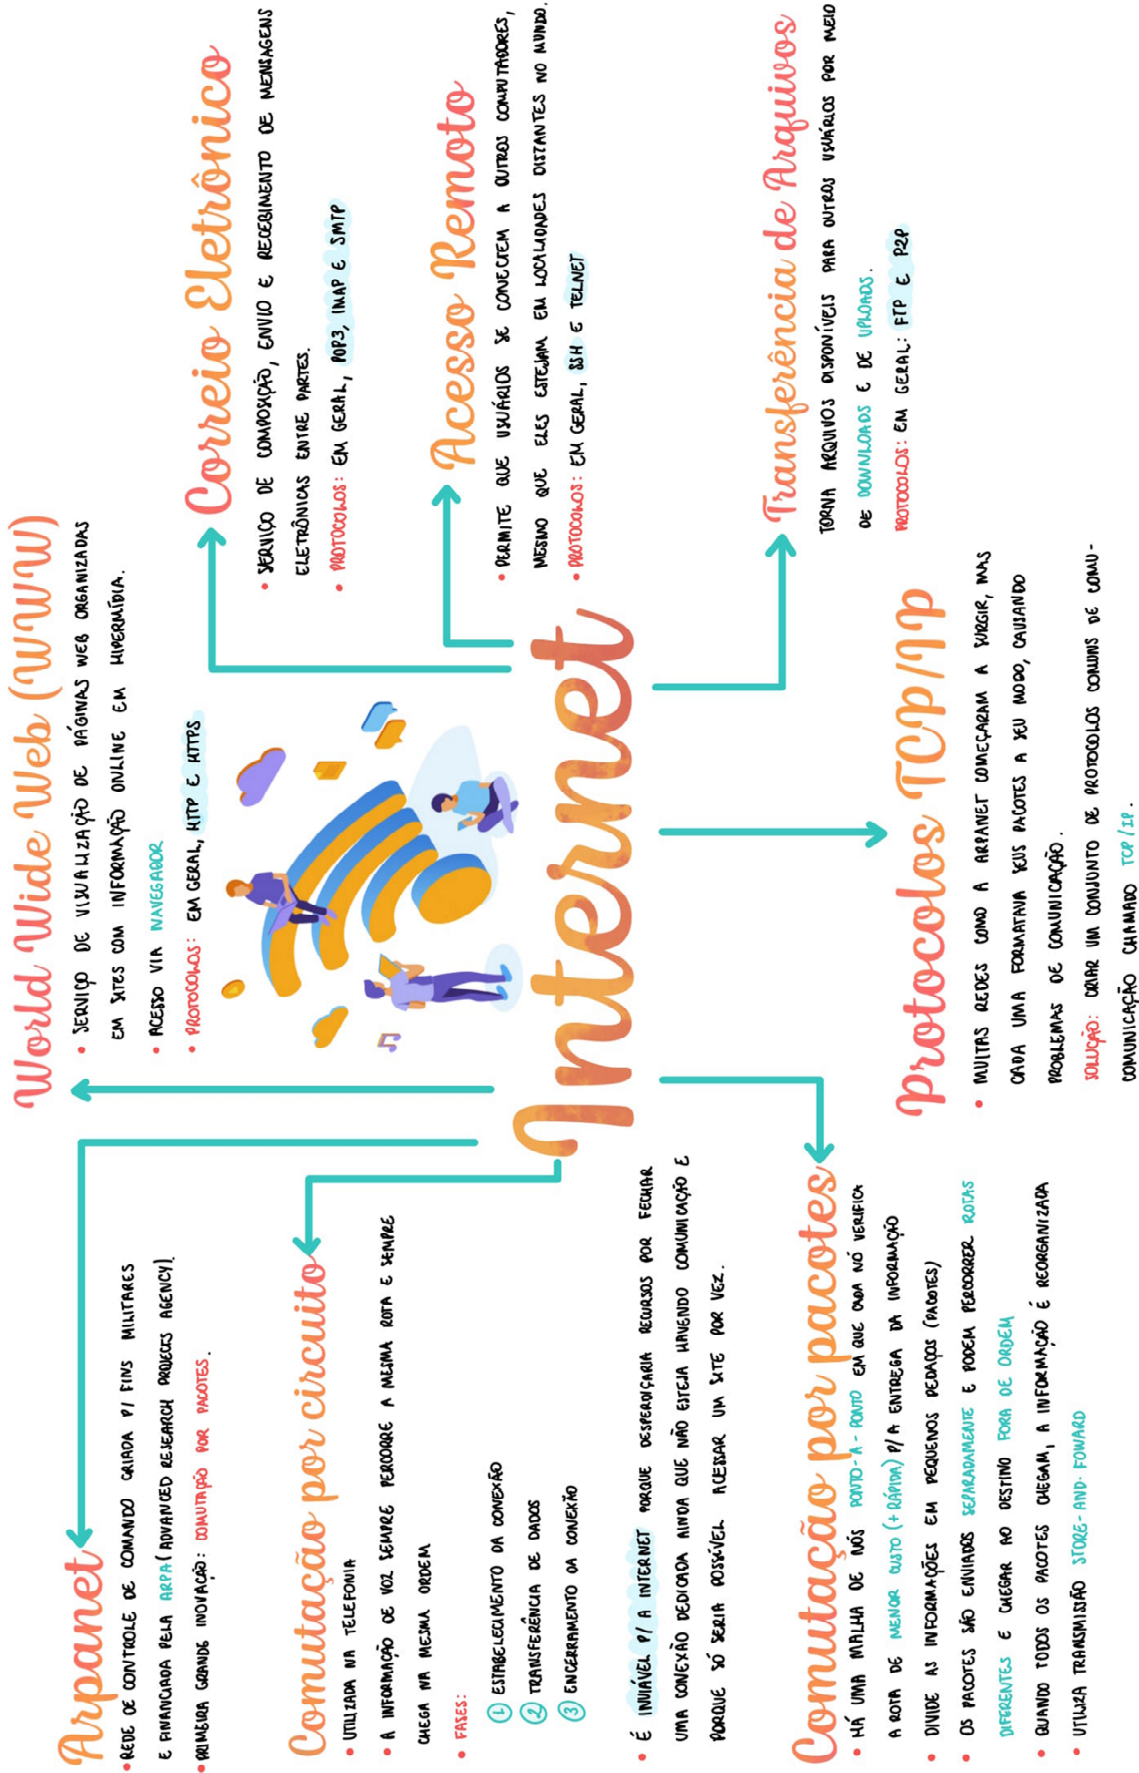 Arpanet
• REDE DE CONTROLE DE COMANDO CRIADA P/ FINS MILITARES
E FINANCIADA PELA ARPA (ADVANCED RESEARCH PROJECTS AGENCY).
• PRIMEIRA GRANDE INOVAÇÃO: COMUTAÇÃO POR PACOTES.
Comutação por circuito
• UTILIZADA NA TELEFONIA
• A INFORMAÇÃO DE VOZ SEMPRE PERCORRE A MESMA ROTA E SEMPRE
CHEGA NA MESMA ORDEM
• FASES:
1 ESTABELECIMENTO DA CONEXÃO
2 TRANSFERÊNCIA DE DADOS
3 ENCERRAMENTO DA CONEXÃO
• É INVIÁVEL P/ A INTERNET PORQUE DESPERDIÇARIA RECURSOS POR FECHAR
UMA CONEXÃO DEDICADA AINDA QUE NÃO ESTEJA HAVENDO COMUNICAÇÃO E
PORQUE SÓ SERIA POSSÍVEL ACESSAR UM SITE POR VEZ.
Comutação por pacotes
• HÁ UMA MALHA DE NÓS PONTO-A-PONTO EM QUE CADA NÓ VERIFICA
A ROTA DE MENOR CUSTO (+ RÁPIDA) P/ A ENTREGA DA INFORMAÇÃO
• DIVIDE AS INFORMAÇÕES EM PEQUENOS PEDAÇOS (PACOTES)
• OS PACOTES SÃO ENVIADOS SEPARADAMENTE E PODEM PERCORRER ROTAS
DIFERENTES E CHEGAR AO DESTINO FORA DE ORDEM
• QUANDO TODOS OS PACOTES CHEGAM, A INFORMAÇÃO É REORGANIZADA
• UTILIZA TRANSMISSÃO STORE-AND-FOWARD
World Wide Web (WWW)
• SERVIÇO DE VISUALIZAÇÃO DE PÁGINAS WEB ORGANIZADAS
EM SITES COM INFORMAÇÃO ONLINE EM HIPERMÍDIA.
• ACESSO VIA NAVEGADOR
• PROTOCOLOS: EM GERAL, HTTP E HTTPS
Internet
Protocolos TCP/IP
• MUITAS REDES COMO A ARPANET COMEÇARAM A SURGIR, MAS
CADA UMA FORMATAVA SEUS PACOTES A SEU MODO, CAUSANDO
PROBLEMAS DE COMUNICAÇÃO.
SOLUÇÃO: CRIAR UM CONJUNTO DE PROTOCOLOS COMUNS DE COMU-
COMUNICAÇÃO CHAMADO TCP/IP.
Correio Eletrônico
• SERVIÇO DE COMPOSIÇÃO, ENVIO E RECEBIMENTO DE MENSAGENS
ELETRÔNICAS ENTRE PARTES.
• PROTOCOLOS: EM GERAL, POP3, IMAP E SMTP
Acesso Remoto
• PERMITE QUE USUÁRIOS SE CONECTEM A OUTROS COMPUTADORES,
MESMO QUE ELES ESTEJAM EM LOCALIDADES DISTANTES NO MUNDO.
• PROTOCOLOS: EM GERAL, SSH E TELNET
Transferência de Arquivos
TORNA ARQUIVOS DISPONÍVEIS PARA OUTROS USUÁRIOS POR MEIO
DE DOWNLOADS E DE UPLOADS.
PROTOCOLOS: EM GERAL: FTP E P2P